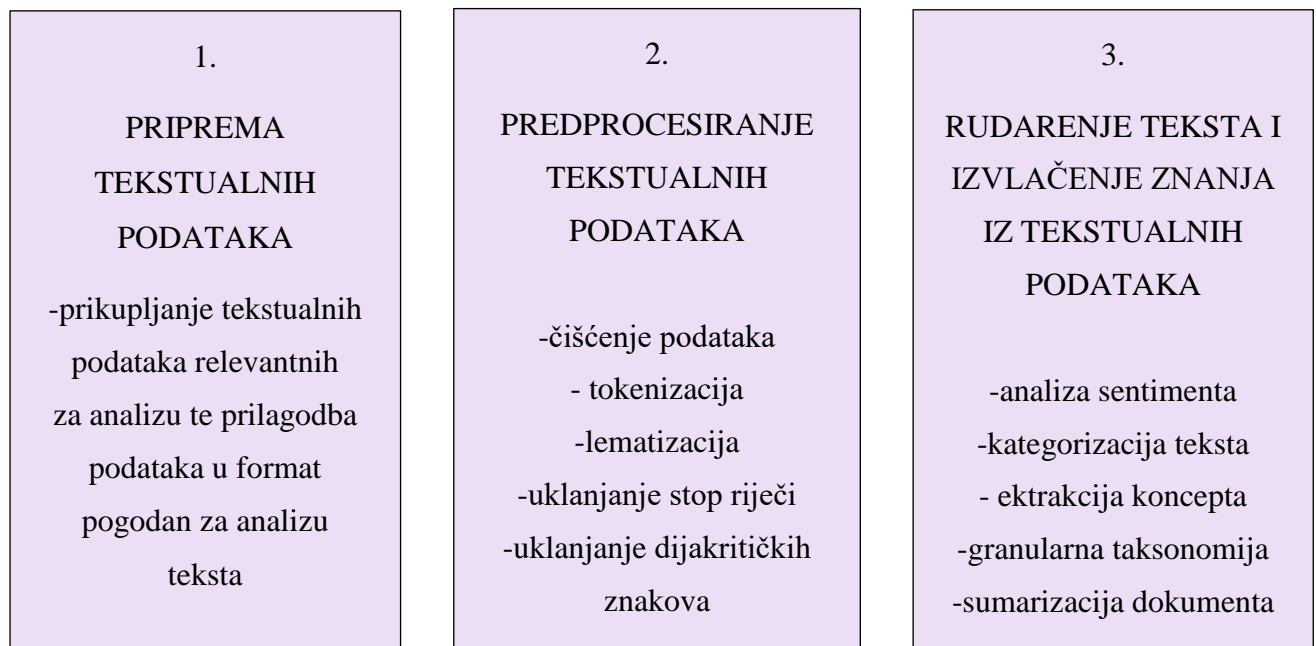 1.
PRIPREMA
TEKSTUALNIH
PODATAKA
-prikupljanje tekstualnih
podataka relevantnih
za analizu te prilagodba
podataka u format
pogodan za analizu
teksta
2.
PREDPROCESIRANJE
TEKSTUALNIH
PODATAKA
-čišćenje podataka
- tokenizacija
-lematizacija
-uklanjanje stop riječi
-uklanjanje dijakritičkih
znakova
3.
RUDARENJE TEKSTA I
IZVLAČENJE ZNANJA
IZ TEKSTUALNIH
PODATAKA
-analiza sentimenta
-kategorizacija teksta
- ektrakcija koncepta
-granularna taksonomija
-sumarizacija dokumenta